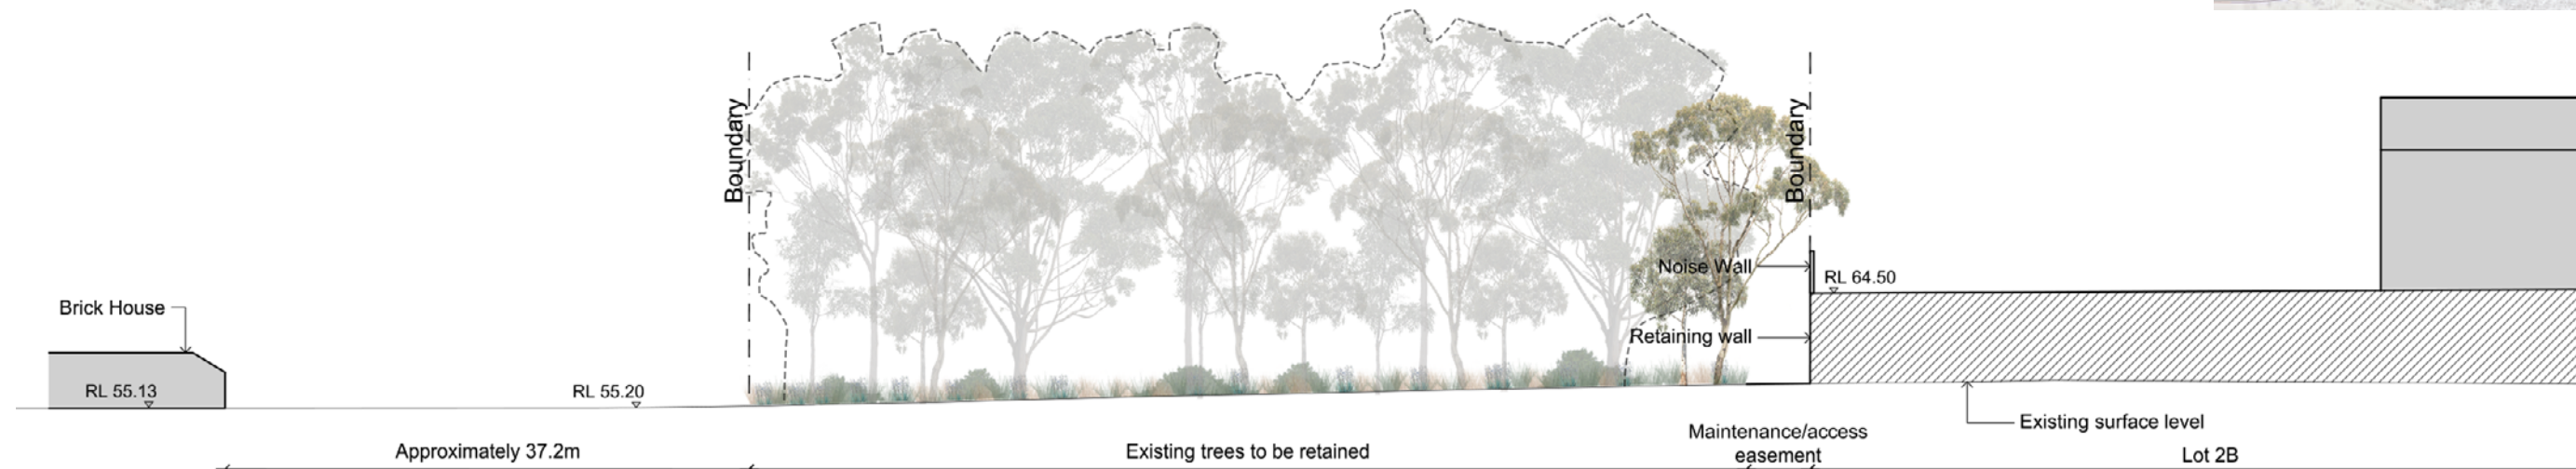 Boundary
Boundary
Noise Wall
RL 64.50
Brick House
Retaining wall
RL 55.13
RL 55.20
Existing surface level
Approximately 37.2m
Existing trees to be retained
Maintenance/access
easement
Lot 2B